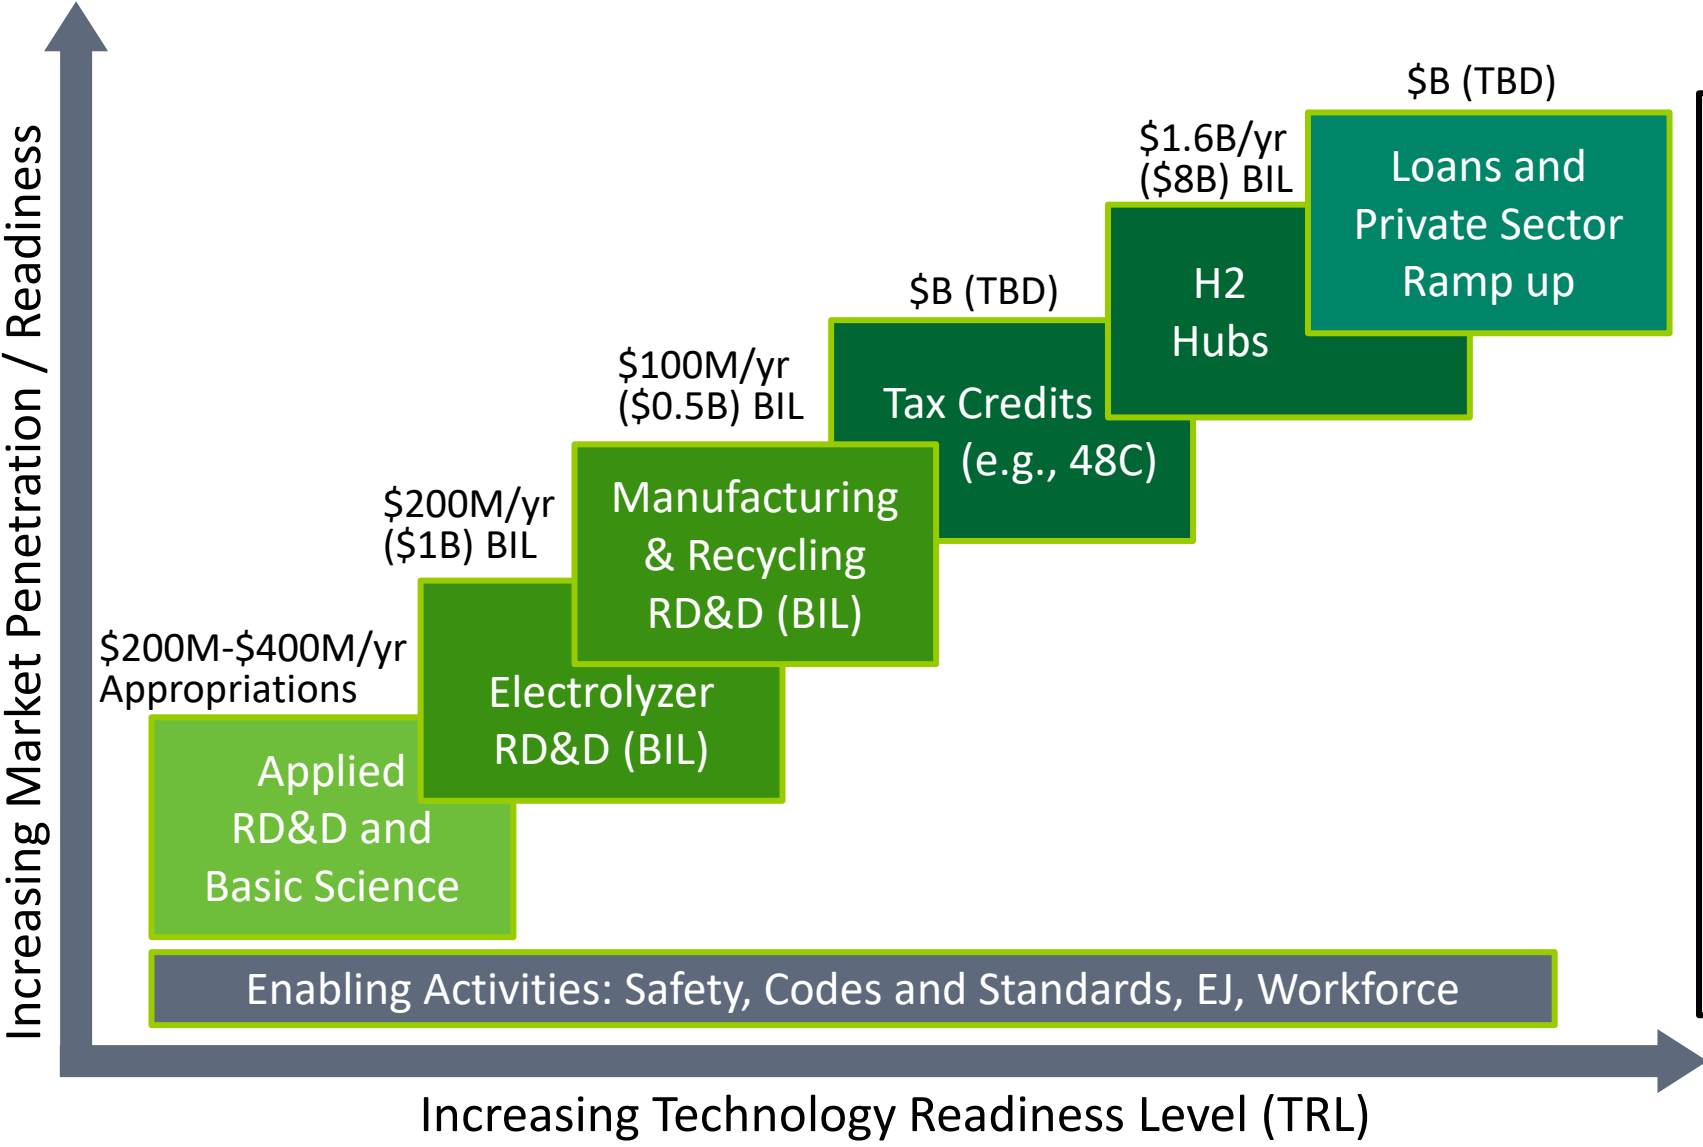 Increasing Market Penetration / Readiness
$B (TBD)
Loans and
Private Sector
Ramp up
$1.6B/yr
($8B) BIL
H2
Hubs
$B (TBD)
Tax Credits
(e.g., 48C)
$100M/yr
($0.5B) BIL
Manufacturing
& Recycling
RD&D (BIL)
$200M/yr
($1B) BIL
Electrolyzer
RD&D (BIL)
$200M-$400M/yr
Appropriations
Applied
RD&D and
Basic Science
Enabling Activities: Safety, Codes and Standards, EJ, Workforce
Increasing Technology Readiness Level (TRL)